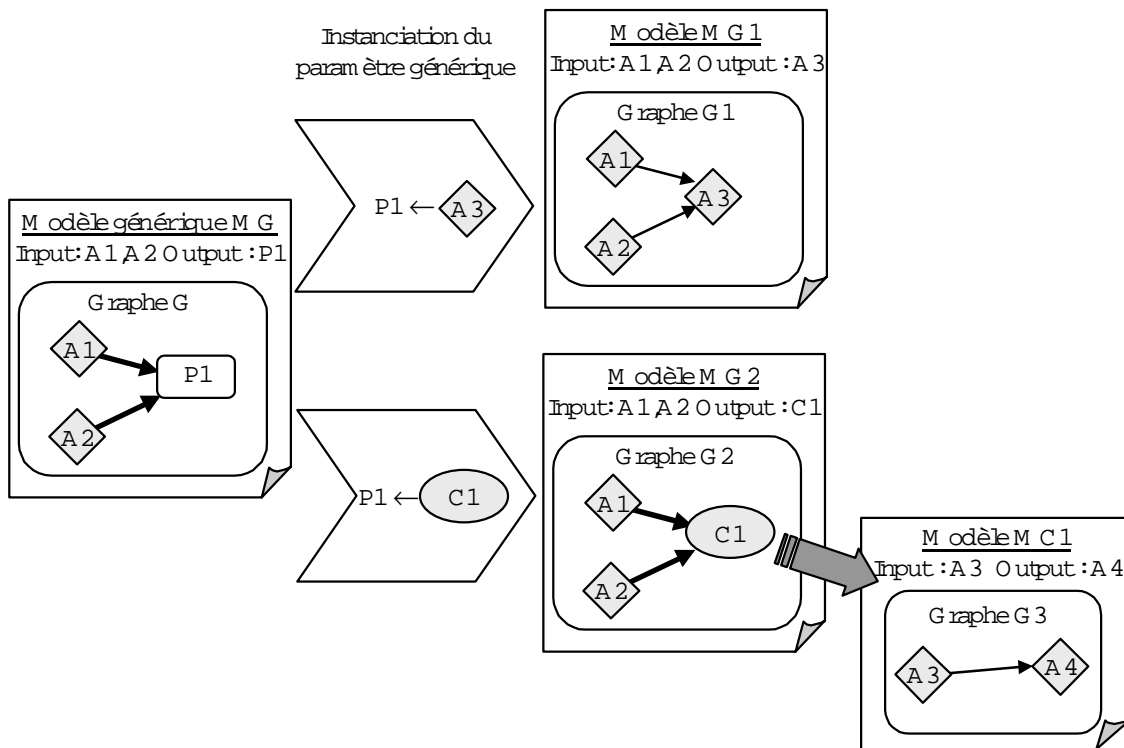 Instanciation du
paramètre générique
Modèle MG1
Input:A1,A2 Output:A3
Graphe G1
A1
A3
A2
P1←A3
Modèle générique MG
Input:A1,A2 Output:P1
Graphe G
A1
P1
A2
Modèle MG2
Input:A1,A2 Output:C1
Graphe G2
A1
C1
A2
P1←C1
Modèle MC1
Input:A3 Output:A4
Graphe G3
A3
A4